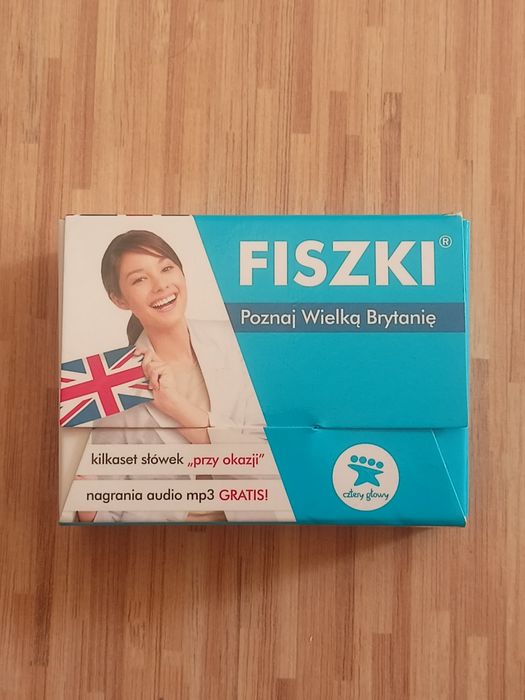 FISZKI®
Poznaj Wielką Brytanię
kilkaset słówek „przy okazji”
nagrania audio mp3 GRATIS!
cztery głowy